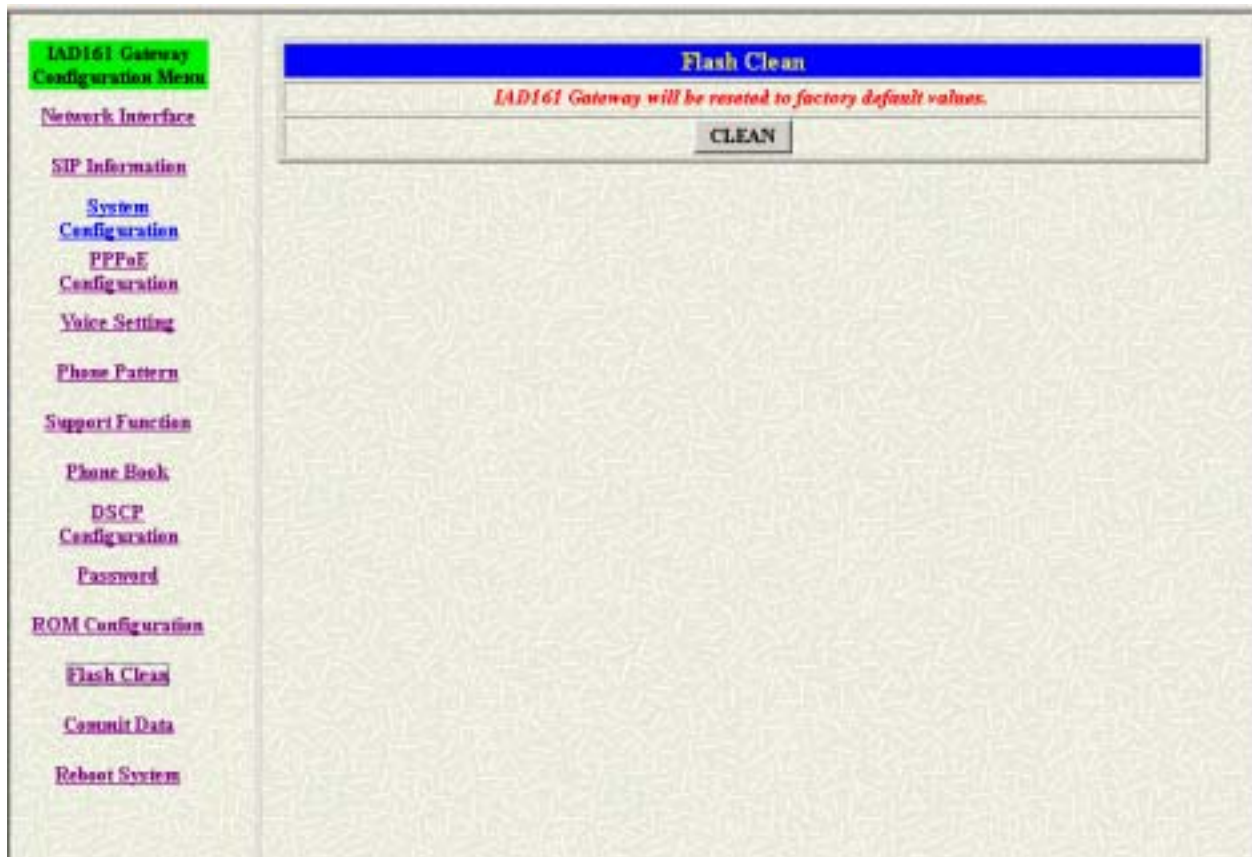 IAD161 Gateway
Configuration Menu
Network Interface
SIP Information
System
Configuration
PPPoE
Configuration
Voice Setting
Phone Pattern
Support Function
Phone Book
DSCP
Configuration
Password
ROM Configuration
Flash Clean
Commit Data
Reboot System
Flash Clean
IAD161 Gateway will be reseted to factory default values.
CLEAN